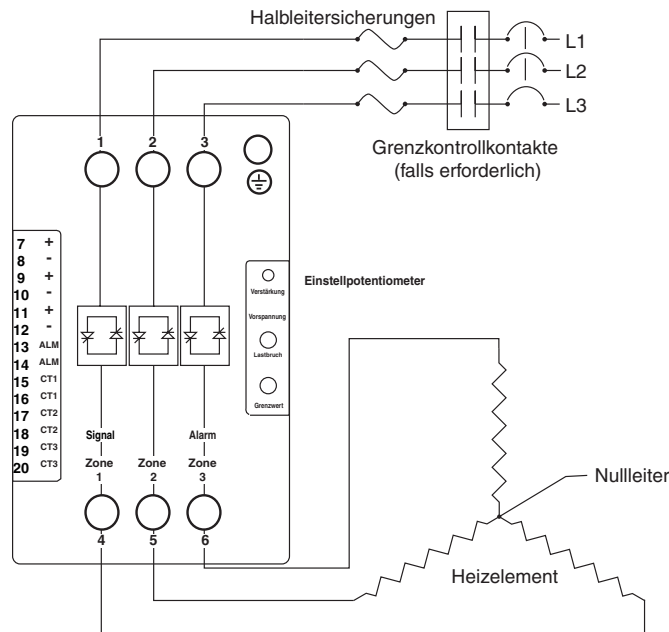 Halbleitersicherungen
L1
L2
L3
Grenzkontrollkontakte
(falls erforderlich)
1 2 3
7 +
8 -
9 +
10 -
11 +
12 -
13 ALM
14 ALM
15 CT1
16 CT1
17 CT2
18 CT2
19 CT3
20 CT3
Verstärkung
Vorspannung
Lastbruch
Grenzwert
Einstellpotentiometer
Signal Alarm
Zone Zone Zone
1 2 3
4 5 6
Nullleiter
Heizelement